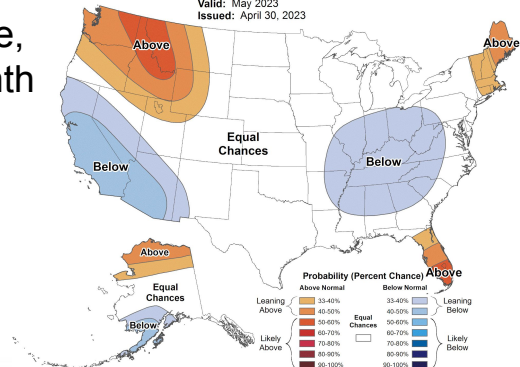 Valid: May 2023
Issued: April 30, 2023
e,
nth
Above
Above
Equal
Chances
Below
Below
Above
Equal
Chances
Below
Above
Probability (Percent Chance)
Above Normal
Below Normal
Leaning
Above
Likely
Above
33-40%
40-50%
50-60%
60-70%
70-80%
80-90%
90-100%
Equal
Chances
33-40%
40-50%
50-60%
60-70%
70-80%
80-90%
90-100%
Leaning
Below
Likely
Below